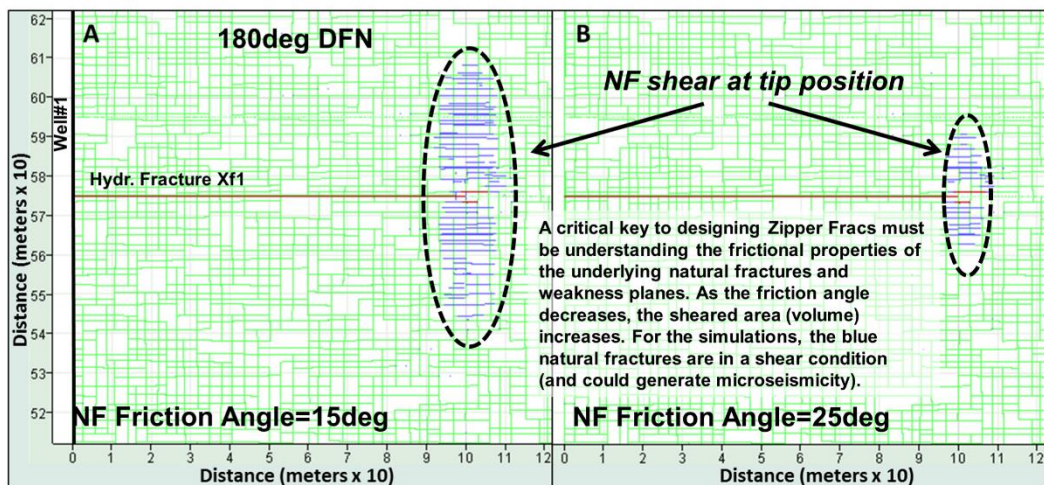 A
180deg DFN
B
NF shear at tip position
Well#1
Hydr. Fracture Xf1
A critical key to designing Zipper Fracs must
be understanding the frictional properties of
the underlying natural fractures and
weakness planes. As the friction angle
decreases, the sheared area (volume)
increases. For the simulations, the blue
natural fractures are in a shear condition
(and could generate microseismicity).
NF Friction Angle=15deg
NF Friction Angle=25deg
Distance (meters x 10)
62
61
60
59
58
57
56
55
54
53
52
0 1 2 3 4 5 6 7 8 9 10 11 12
0 1 2 3 4 5 6 7 8 9 10 11 12
Distance (meters x 10)
Distance (meters x 10)